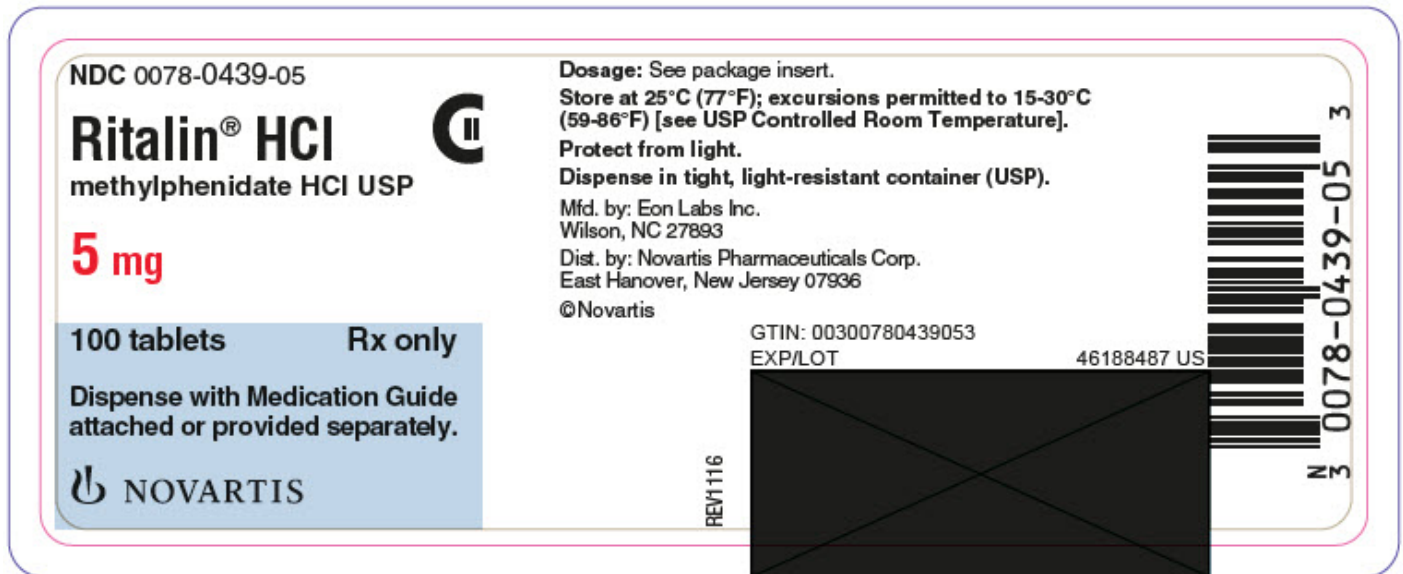 NDC 0078-0439-05
Ritalin® HCl
CII
methylphenidate HCl USP
5 mg
100 tablets Rx only
Dispense with Medication Guide
attached or provided separately.
NOVARTIS
Dosage: See package insert.
Store at 25°C (77°F); excursions permitted to 15-30°C
(59-86°F) [see USP Controlled Room Temperature].
Protect from light.
Dispense in tight, light-resistant container (USP).
Mfd. by: Eon Labs Inc.
Wilson, NC 27893
Dist. by: Novartis Pharmaceuticals Corp.
East Hanover, New Jersey 07936
©Novartis
GTIN: 00300780439053
EXP/LOT 46188487 US
REV1116
N
3 0078-0439-05 3